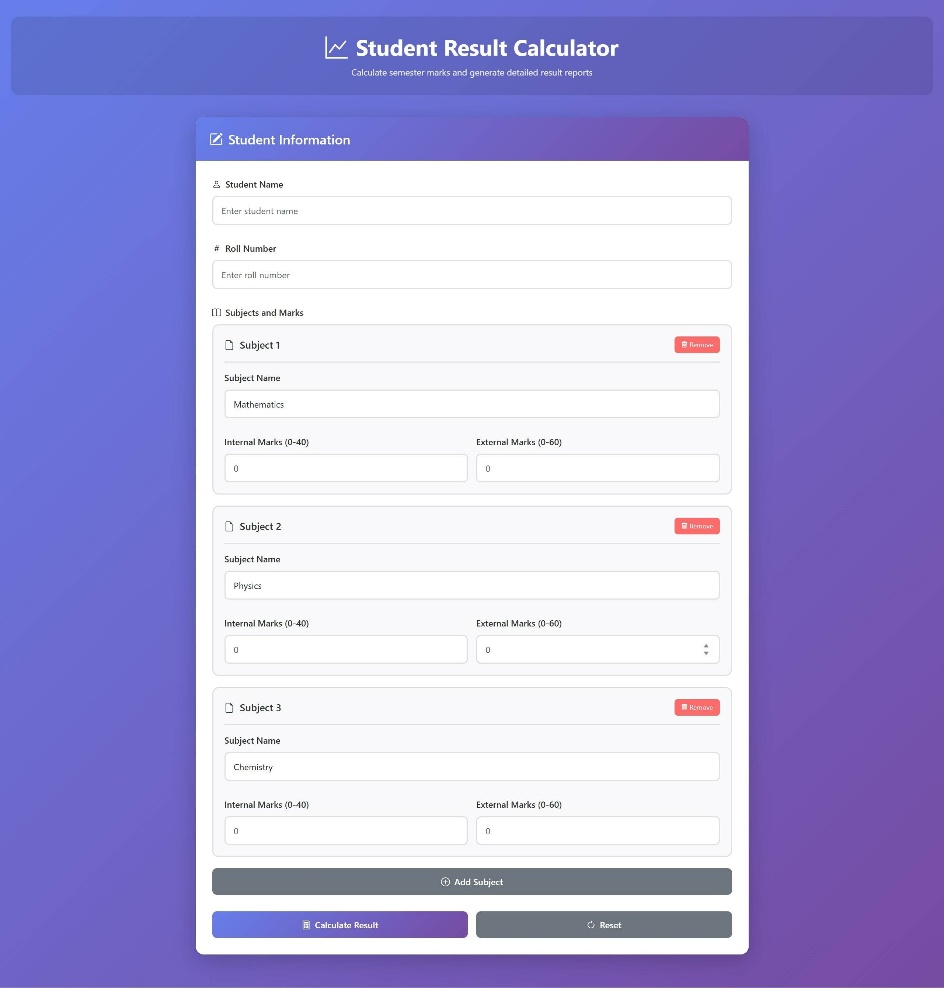 Student Result Calculator
Calculate semester marks and generate detailed result reports
Student Information
Student Name
Enter student name
# Roll Number
Enter roll number
Subjects and Marks
Subject 1 Remove
Subject Name
Mathematics
Internal Marks (0-40) External Marks (0-60)
0 0
Subject 2 Remove
Subject Name
Physics
Internal Marks (0-40) External Marks (0-60)
0 0
Subject 3 Remove
Subject Name
Chemistry
Internal Marks (0-40) External Marks (0-60)
0 0
Add Subject
Calculate Result Reset